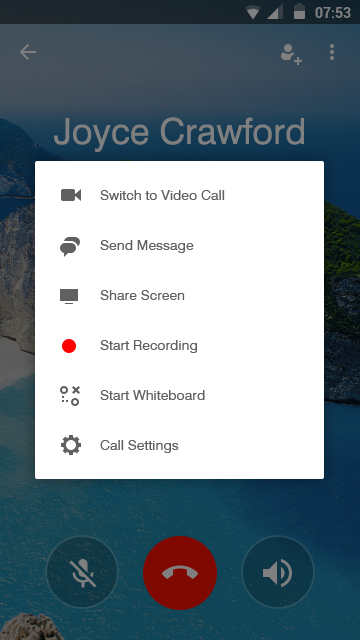 07:53
Joyce Crawford
Switch to Video Call
Send Message
Share Screen
Start Recording
Start Whiteboard
Call Settings